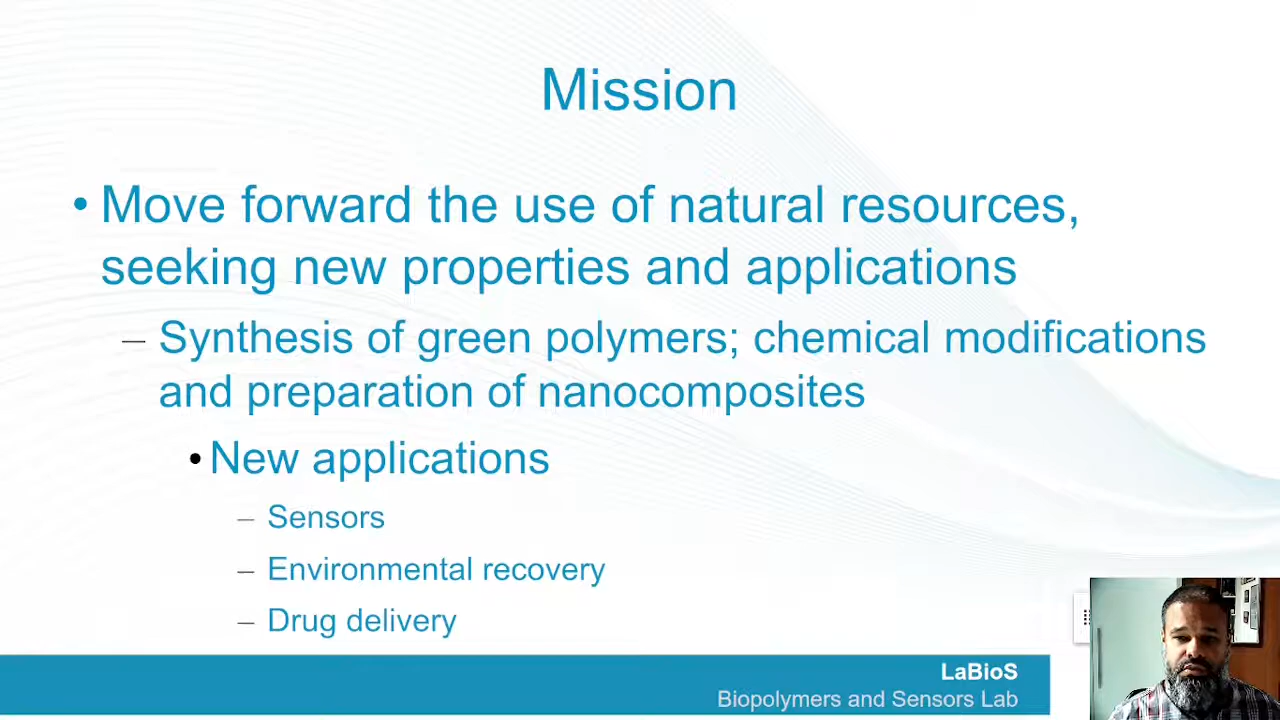 Mission
• Move forward the use of natural resources,
seeking new properties and applications
– Synthesis of green polymers; chemical modifications
and preparation of nanocomposites
• New applications
– Sensors
– Environmental recovery
– Drug delivery
LaBioS
Biopolymers and Sensors Lab